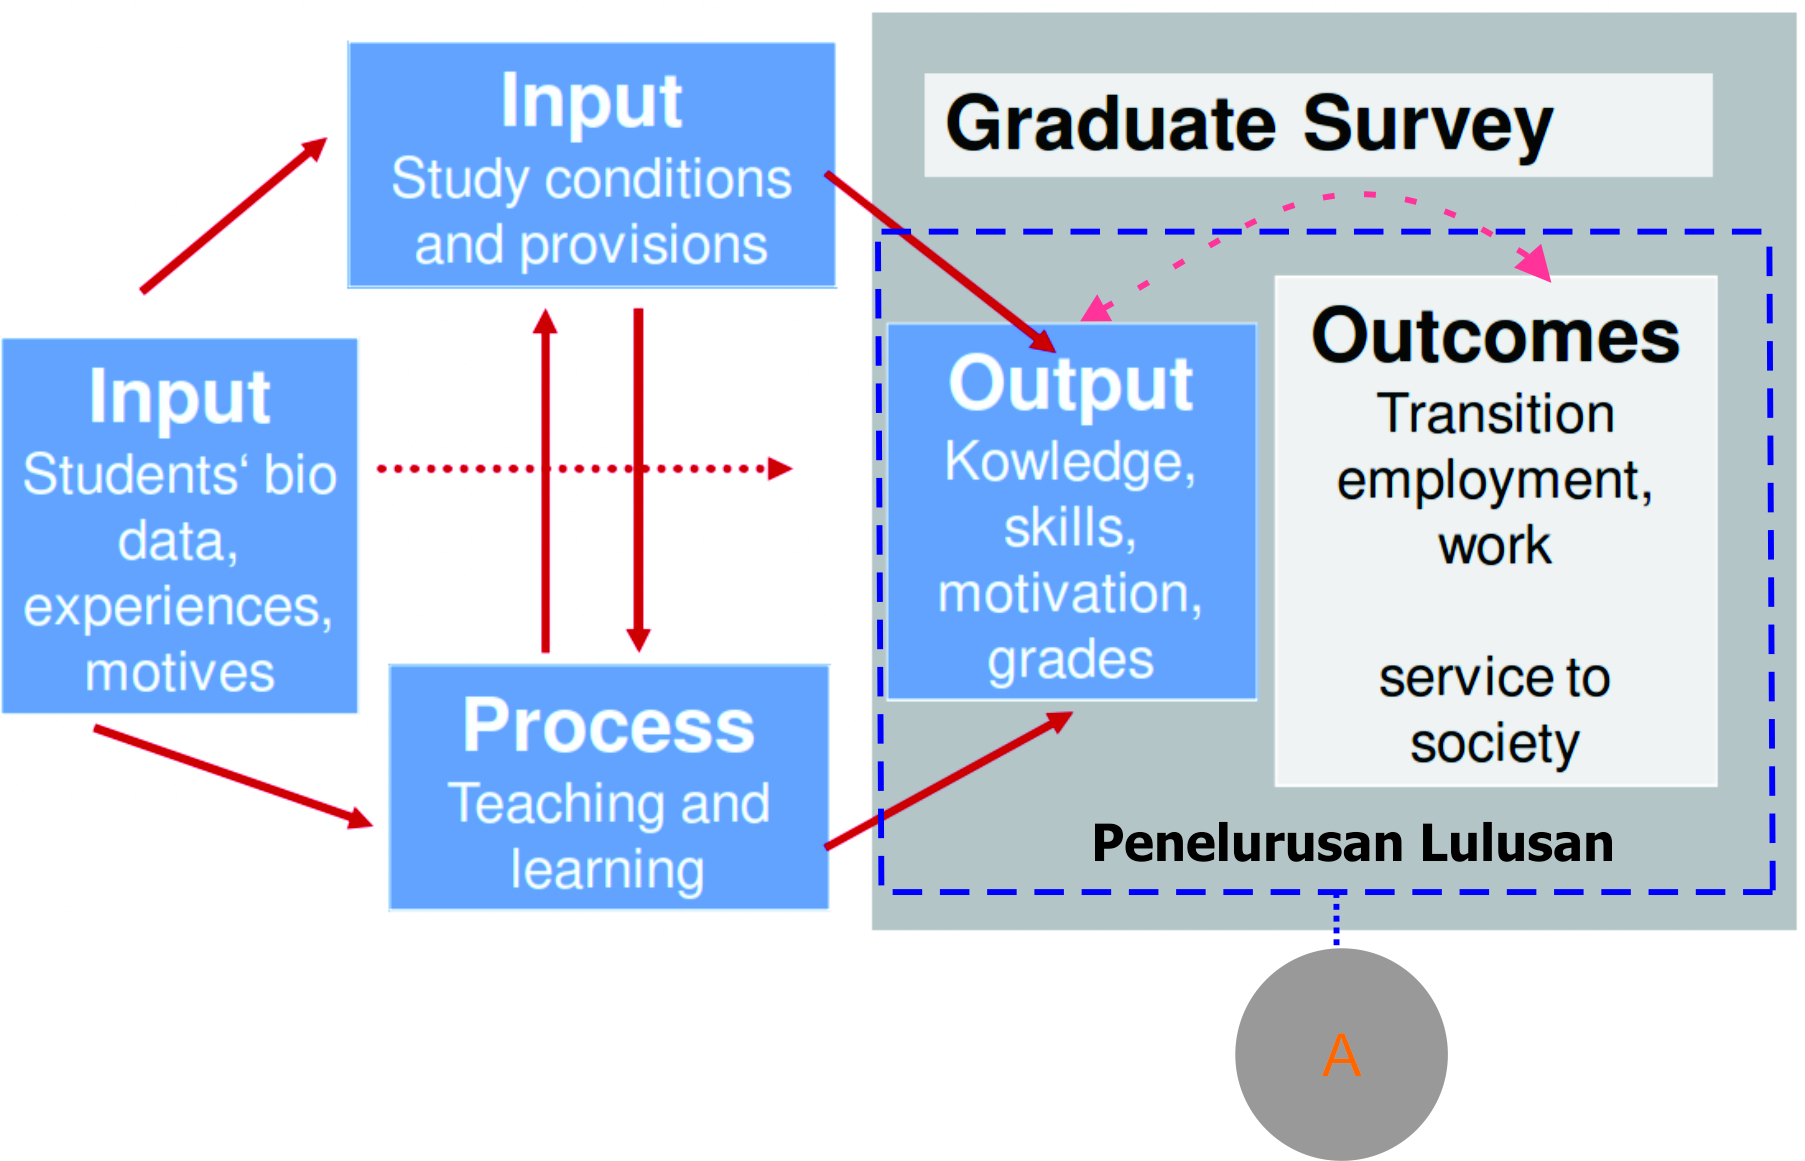 Input
Study conditions
and provisions
Graduate Survey
Input
Students‘ bio
data,
experiences,
motives
Output
Kowledge,
skills,
motivation,
grades
Outcomes
Transition
employment,
work
service to
society
Process
Teaching and
learning
Penelurusan Lulusan
A